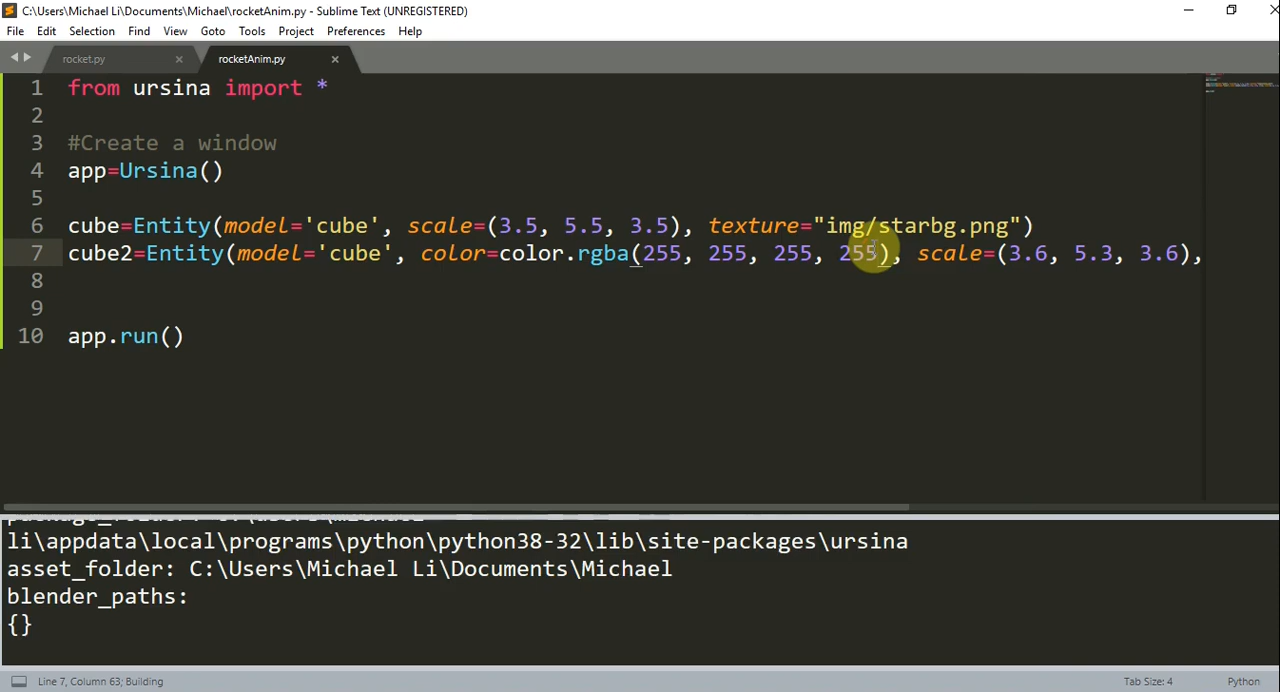 C:\Users\Michael Li\Documents\Michael\rocketAnim.py - Sublime Text (UNREGISTERED)
File Edit Selection Find View Goto Tools Project Preferences Help
rocket.py rocketAnim.py
1 from ursina import *
2
3 #Create a window
4 app=Ursina()
5
6 cube=Entity(model='cube', scale=(3.5, 5.5, 3.5), texture="img/starbg.png")
7 cube2=Entity(model='cube', color=color.rgba(255, 255, 255, 255), scale=(3.6, 5.3, 3.6),
8
9
10 app.run()
li\appdata\local\programs\python\python38-32\lib\site-packages\ursina
asset_folder: C:\Users\Michael Li\Documents\Michael
blender_paths:
{}
Line 7, Column 63; Building Tab Size: 4 Python